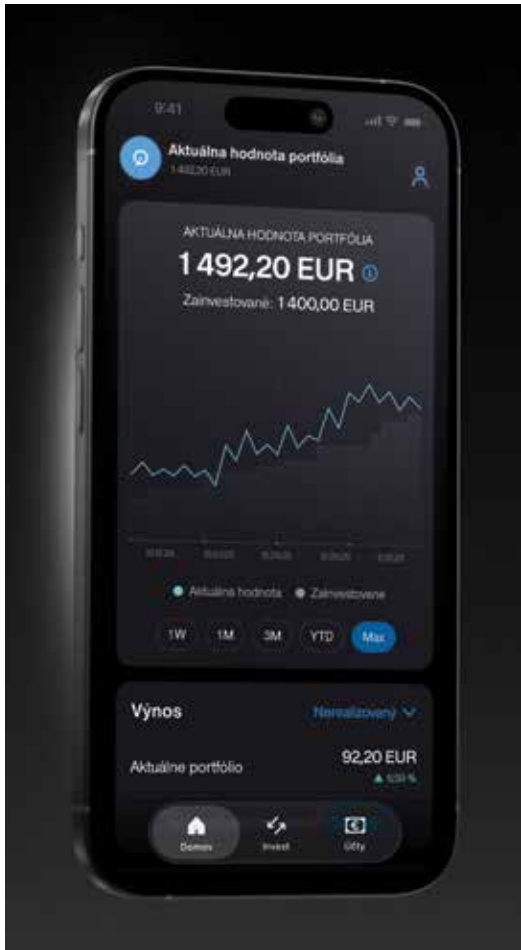 9:41
Aktuálna hodnota portfólia
1 492,20 EUR
AKTUÁLNA HODNOTA PORTFÓLIA
1 492,20 EUR
Zainvestované: 1 400,00 EUR
Aktuálna hodnota Zainvestované
1W 1M 3M YTD Max
Výnos Nerealizovaný
Aktuálne portfólio 92,20 EUR
Domov Invest Účty